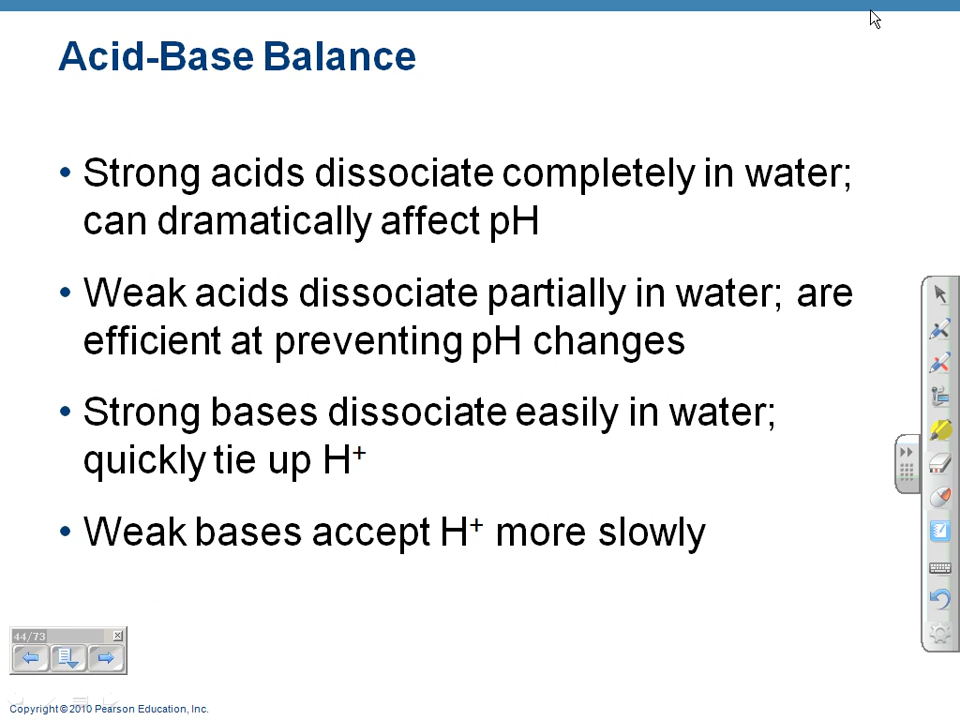 Acid-Base Balance
• Strong acids dissociate completely in water;
can dramatically affect pH
• Weak acids dissociate partially in water; are
efficient at preventing pH changes
• Strong bases dissociate easily in water;
quickly tie up H⁺
• Weak bases accept H⁺ more slowly
44/73
Copyright © 2010 Pearson Education, Inc.